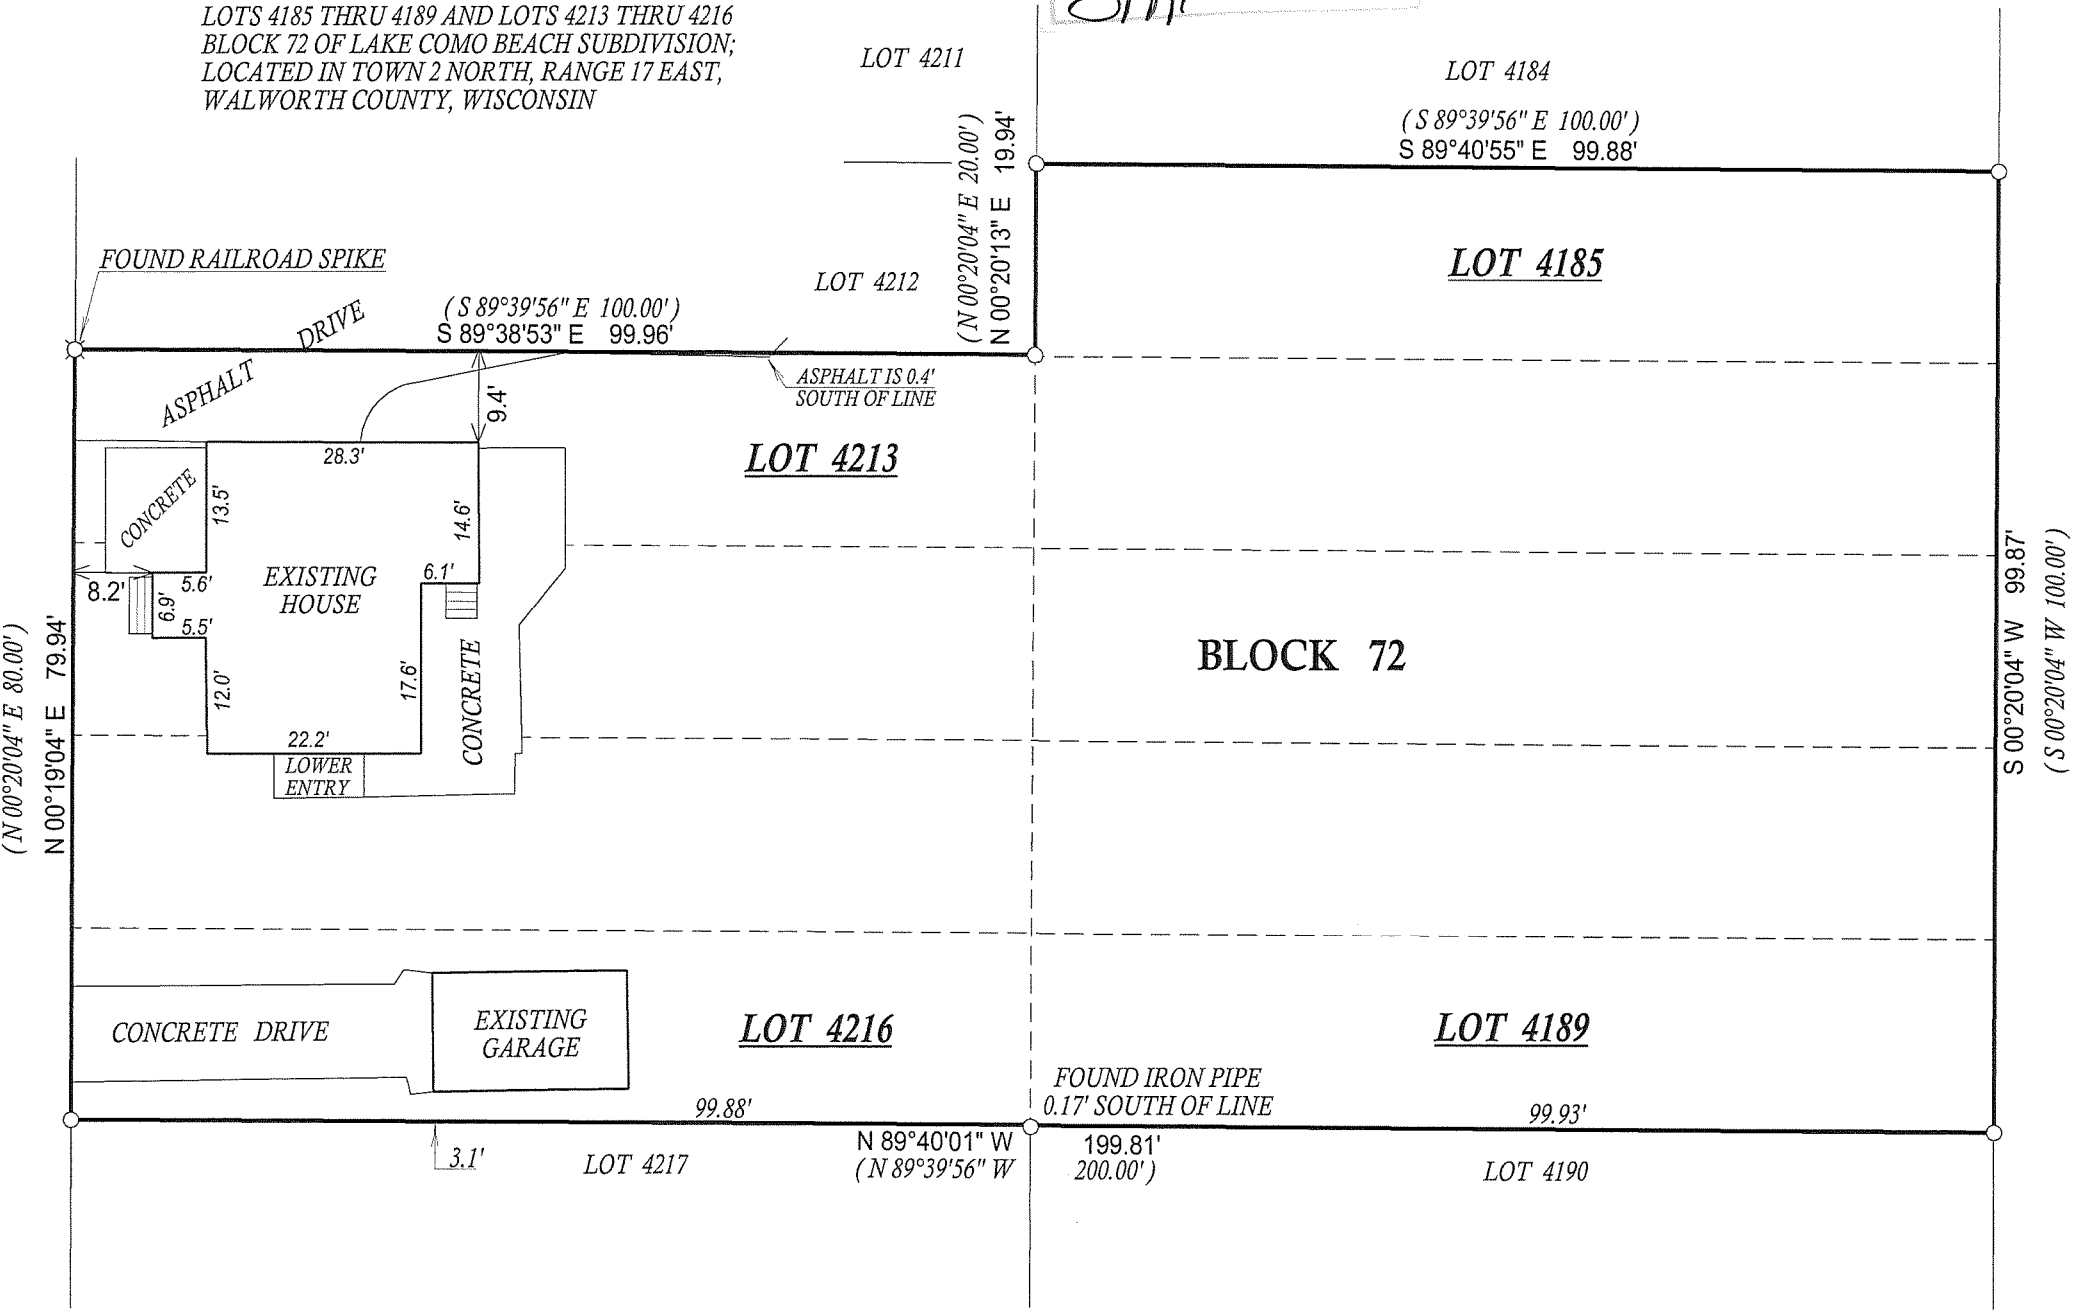 LOTS 4185 THRU 4189 AND LOTS 4213 THRU 4216
BLOCK 72 OF LAKE COMO BEACH SUBDIVISION;
LOCATED IN TOWN 2 NORTH, RANGE 17 EAST,
WALWORTH COUNTY, WISCONSIN
LOT 4211
LOT 4184
(S 89°39'56" E 100.00')
S 89°40'55" E 99.88'
(N 00°20'04" E 20.00')
N 00°20'13" E 19.94'
FOUND RAILROAD SPIKE
LOT 4212
LOT 4185
(S 89°39'56" E 100.00')
S 89°38'53" E 99.96'
ASPHALT DRIVE
ASPHALT IS 0.4'
SOUTH OF LINE
9.4'
LOT 4213
28.3'
CONCRETE
13.5'
14.6'
EXISTING
HOUSE
6.1'
8.2'
5.6'
6.9'
5.5'
12.0'
17.6'
CONCRETE
22.2'
LOWER
ENTRY
BLOCK 72
(N 00°20'04" E 80.00')
N 00°19'04" E 79.94'
S 00°20'04" W 99.87'
(S 00°20'04" W 100.00')
CONCRETE DRIVE
EXISTING
GARAGE
LOT 4216
LOT 4189
FOUND IRON PIPE
0.17' SOUTH OF LINE
99.88'
99.93'
N 89°40'01" W 199.81'
(N 89°39'56" W 200.00')
3.1'
LOT 4217
LOT 4190